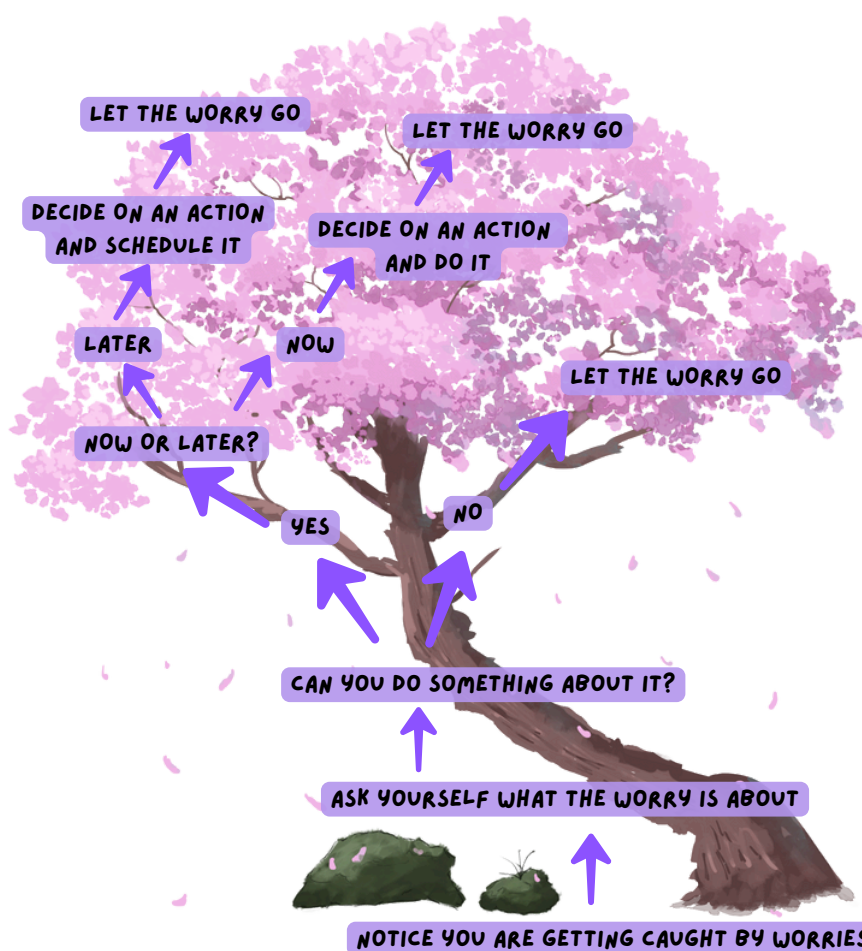 LET THE WORRY GO
LET THE WORRY GO
DECIDE ON AN ACTION
AND SCHEDULE IT
DECIDE ON AN ACTION
AND DO IT
LATER
NOW
LET THE WORRY GO
NOW OR LATER?
YES
NO
CAN YOU DO SOMETHING ABOUT IT?
ASK YOURSELF WHAT THE WORRY IS ABOUT
NOTICE YOU ARE GETTING CAUGHT BY WORRIES